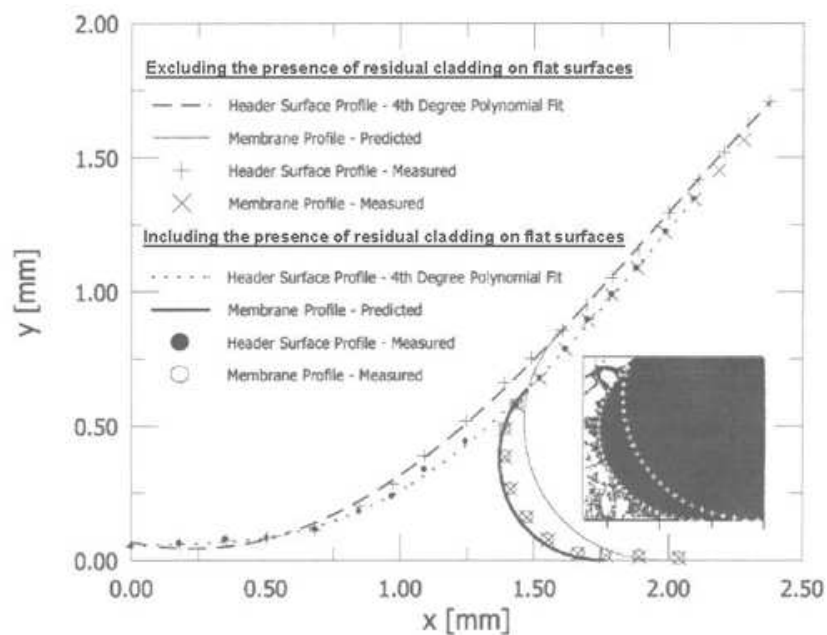 2.00
Excluding the presence of residual cladding on flat surfaces
Header Surface Profile - 4th Degree Polynomial Fit
Membrane Profile - Predicted
1.50
Header Surface Profile - Measured
Membrane Profile - Measured
Including the presence of residual cladding on flat surfaces
Header Surface Profile - 4th Degree Polynomial Fit
y [mm]
1.00
Membrane Profile - Predicted
Header Surface Profile - Measured
Membrane Profile - Measured
0.50
0.00
0.00 0.50 1.00 1.50 2.00 2.50
x [mm]